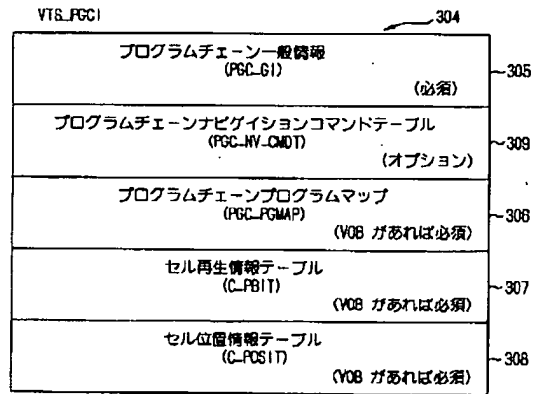 VTS_PGCI
304
プログラムチェーン一般情報
(PGC_GI)
(必須)
305
プログラムチェーンナビゲイションコマンドテーブル
(PGC_NV_CMDT)
(オプション)
309
プログラムチェーンプログラムマップ
(PGC_PGMAP)
(VOB があれば必須)
306
セル再生情報テーブル
(C_PBIT)
(VOB があれば必須)
307
セル位置情報テーブル
(C_POSIT)
(VOB があれば必須)
308